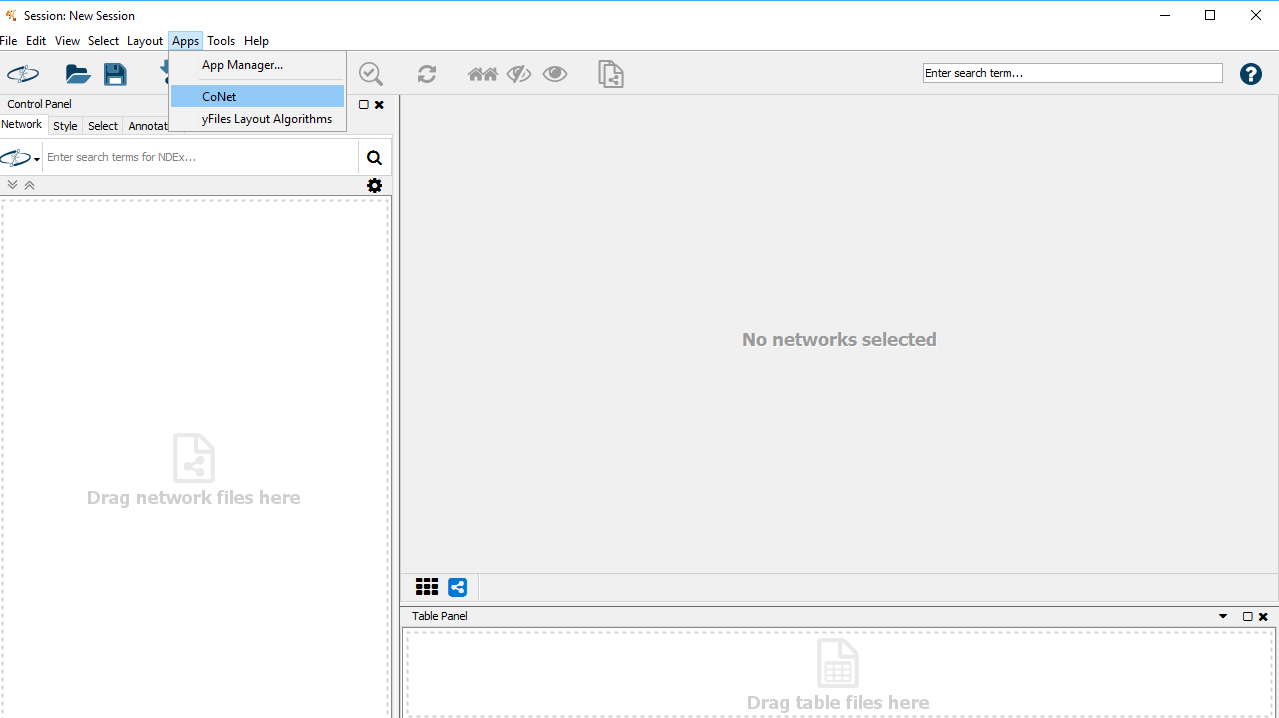 Session: New Session
File Edit View Select Layout Apps Tools Help
App Manager...
CoNet
yFiles Layout Algorithms
Enter search term...
Control Panel
Network Style Select Annotat
Enter search terms for NDEx...
Drag network files here
No networks selected
Table Panel
Drag table files here